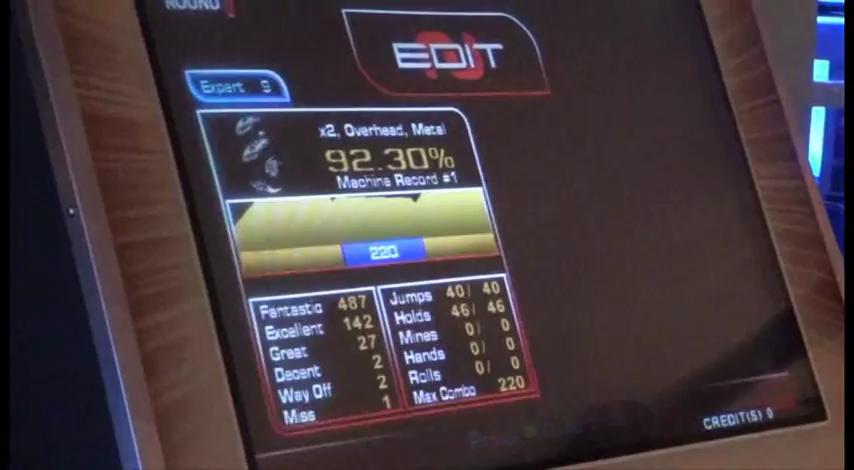 ROUND
EDIT
Expert 9
x2, Overhead, Metal
92.30%
Machine Record #1
220
Fantastic 487
Excellent 142
Great 27
Decent 2
Way Off 2
Miss 1
Jumps 40/ 40
Holds 46/ 46
Mines 0/ 0
Hands 0/ 0
Rolls 0/ 0
Max Combo 220
CREDIT(S) 0